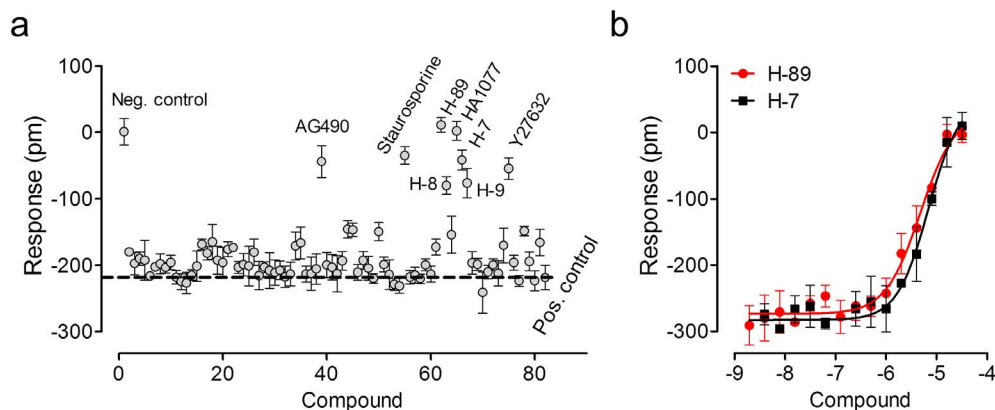 a
b
100
0
-100
-200
-300
Response (pm)
Neg. control
AG490
Staurosporine
H-89
HA1077
H-7
Y27632
H-8
H-9
Pos. control
0
20
40
60
80
Compound
100
0
-100
-200
-300
Response (pm)
H-89
H-7
-9
-8
-7
-6
-5
-4
Compound